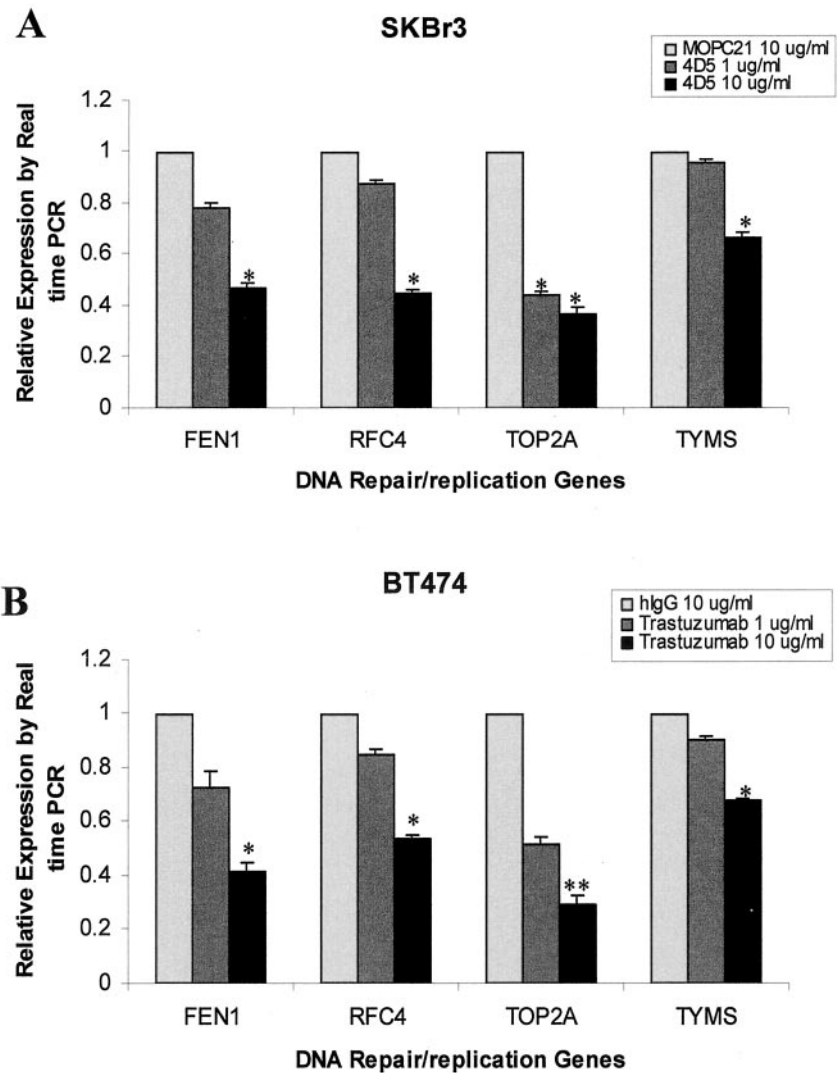 A
SKBr3
MOPC21 10 ug/ml
4D5 1 ug/ml
4D5 10 ug/ml
Relative Expression by Real
time PCR
1.2
1
0.8
0.6
0.4
0.2
0
*
*
*
*
*
FEN1
RFC4
TOP2A
TYMS
DNA Repair/replication Genes
B
BT474
hIgG 10 ug/ml
Trastuzumab 1 ug/ml
Trastuzumab 10 ug/ml
Relative Expression by Real
time PCR
1.2
1
0.8
0.6
0.4
0.2
0
*
*
**
*
FEN1
RFC4
TOP2A
TYMS
DNA Repair/replication Genes